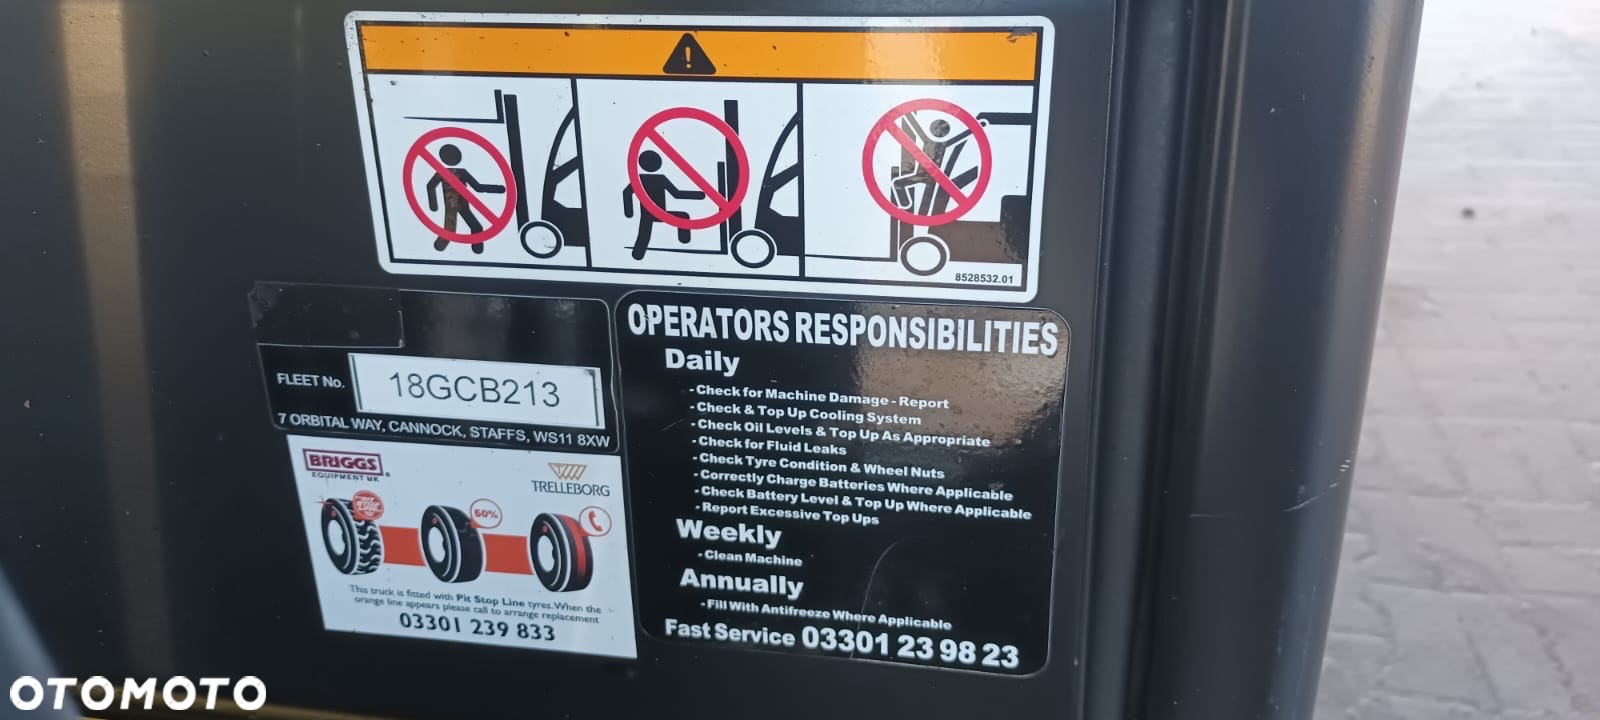 8528532.01
FLEET No. 18GCB213
7 ORBITAL WAY, CANNOCK, STAFFS, WS11 8XW
BRIGGS
EQUIPMENT UK
TRELLEBORG
60%
This truck is fitted with Pit Stop Line tyres. When the
orange line appears please call to arrange replacement
03301 239 833
OPERATORS RESPONSIBILITIES
Daily
- Check for Machine Damage - Report
- Check & Top Up Cooling System
- Check Oil Levels & Top Up As Appropriate
- Check for Fluid Leaks
- Check Tyre Condition & Wheel Nuts
- Correctly Charge Batteries Where Applicable
- Check Battery Level & Top Up Where Applicable
- Report Excessive Top Ups
Weekly
- Clean Machine
Annually
- Fill With Antifreeze Where Applicable
Fast Service 03301 23 98 23
OTOMOTO